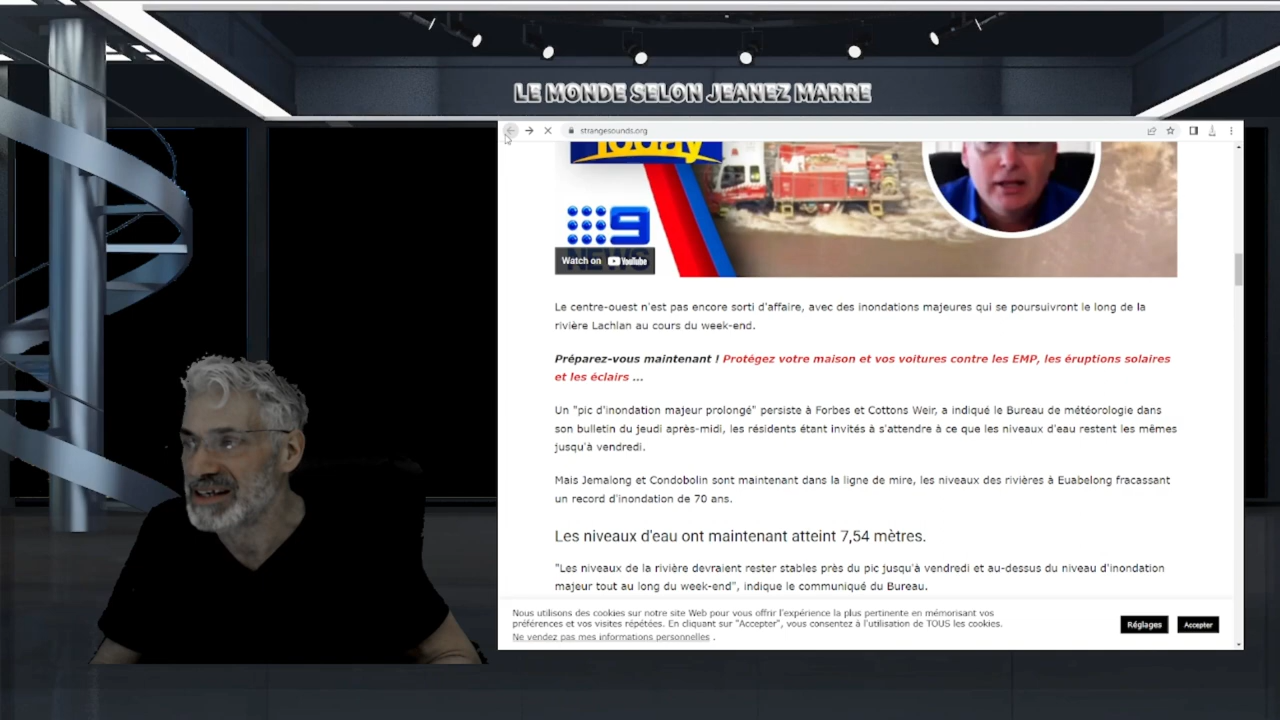 LE MONDE SELON JEANEZ MARRE
strangesounds.org
Today
9
NEWS
Watch on YouTube
Le centre-ouest n'est pas encore sorti d'affaire, avec des inondations majeures qui se poursuivront le long de la
rivière Lachlan au cours du week-end.
Préparez-vous maintenant ! Protégez votre maison et vos voitures contre les EMP, les éruptions solaires
et les éclairs ...
Un "pic d'inondation majeur prolongé" persiste à Forbes et Cottons Weir, a indiqué le Bureau de météorologie dans
son bulletin du jeudi après-midi, les résidents étant invités à s'attendre à ce que les niveaux d'eau restent les mêmes
jusqu'à vendredi.
Mais Jemalong et Condobolin sont maintenant dans la ligne de mire, les niveaux des rivières à Euabelong fracassant
un record d'inondation de 70 ans.
Les niveaux d'eau ont maintenant atteint 7,54 mètres.
"Les niveaux de la rivière devraient rester stables près du pic jusqu'à vendredi et au-dessus du niveau d'inondation
majeur tout au long du week-end", indique le communiqué du Bureau.
Nous utilisons des cookies sur notre site Web pour vous offrir l'expérience la plus pertinente en mémorisant vos
préférences et vos visites répétées. En cliquant sur "Accepter", vous consentez à l'utilisation de TOUS les cookies.
Ne vendez pas mes informations personnelles .
Réglages
Accepter